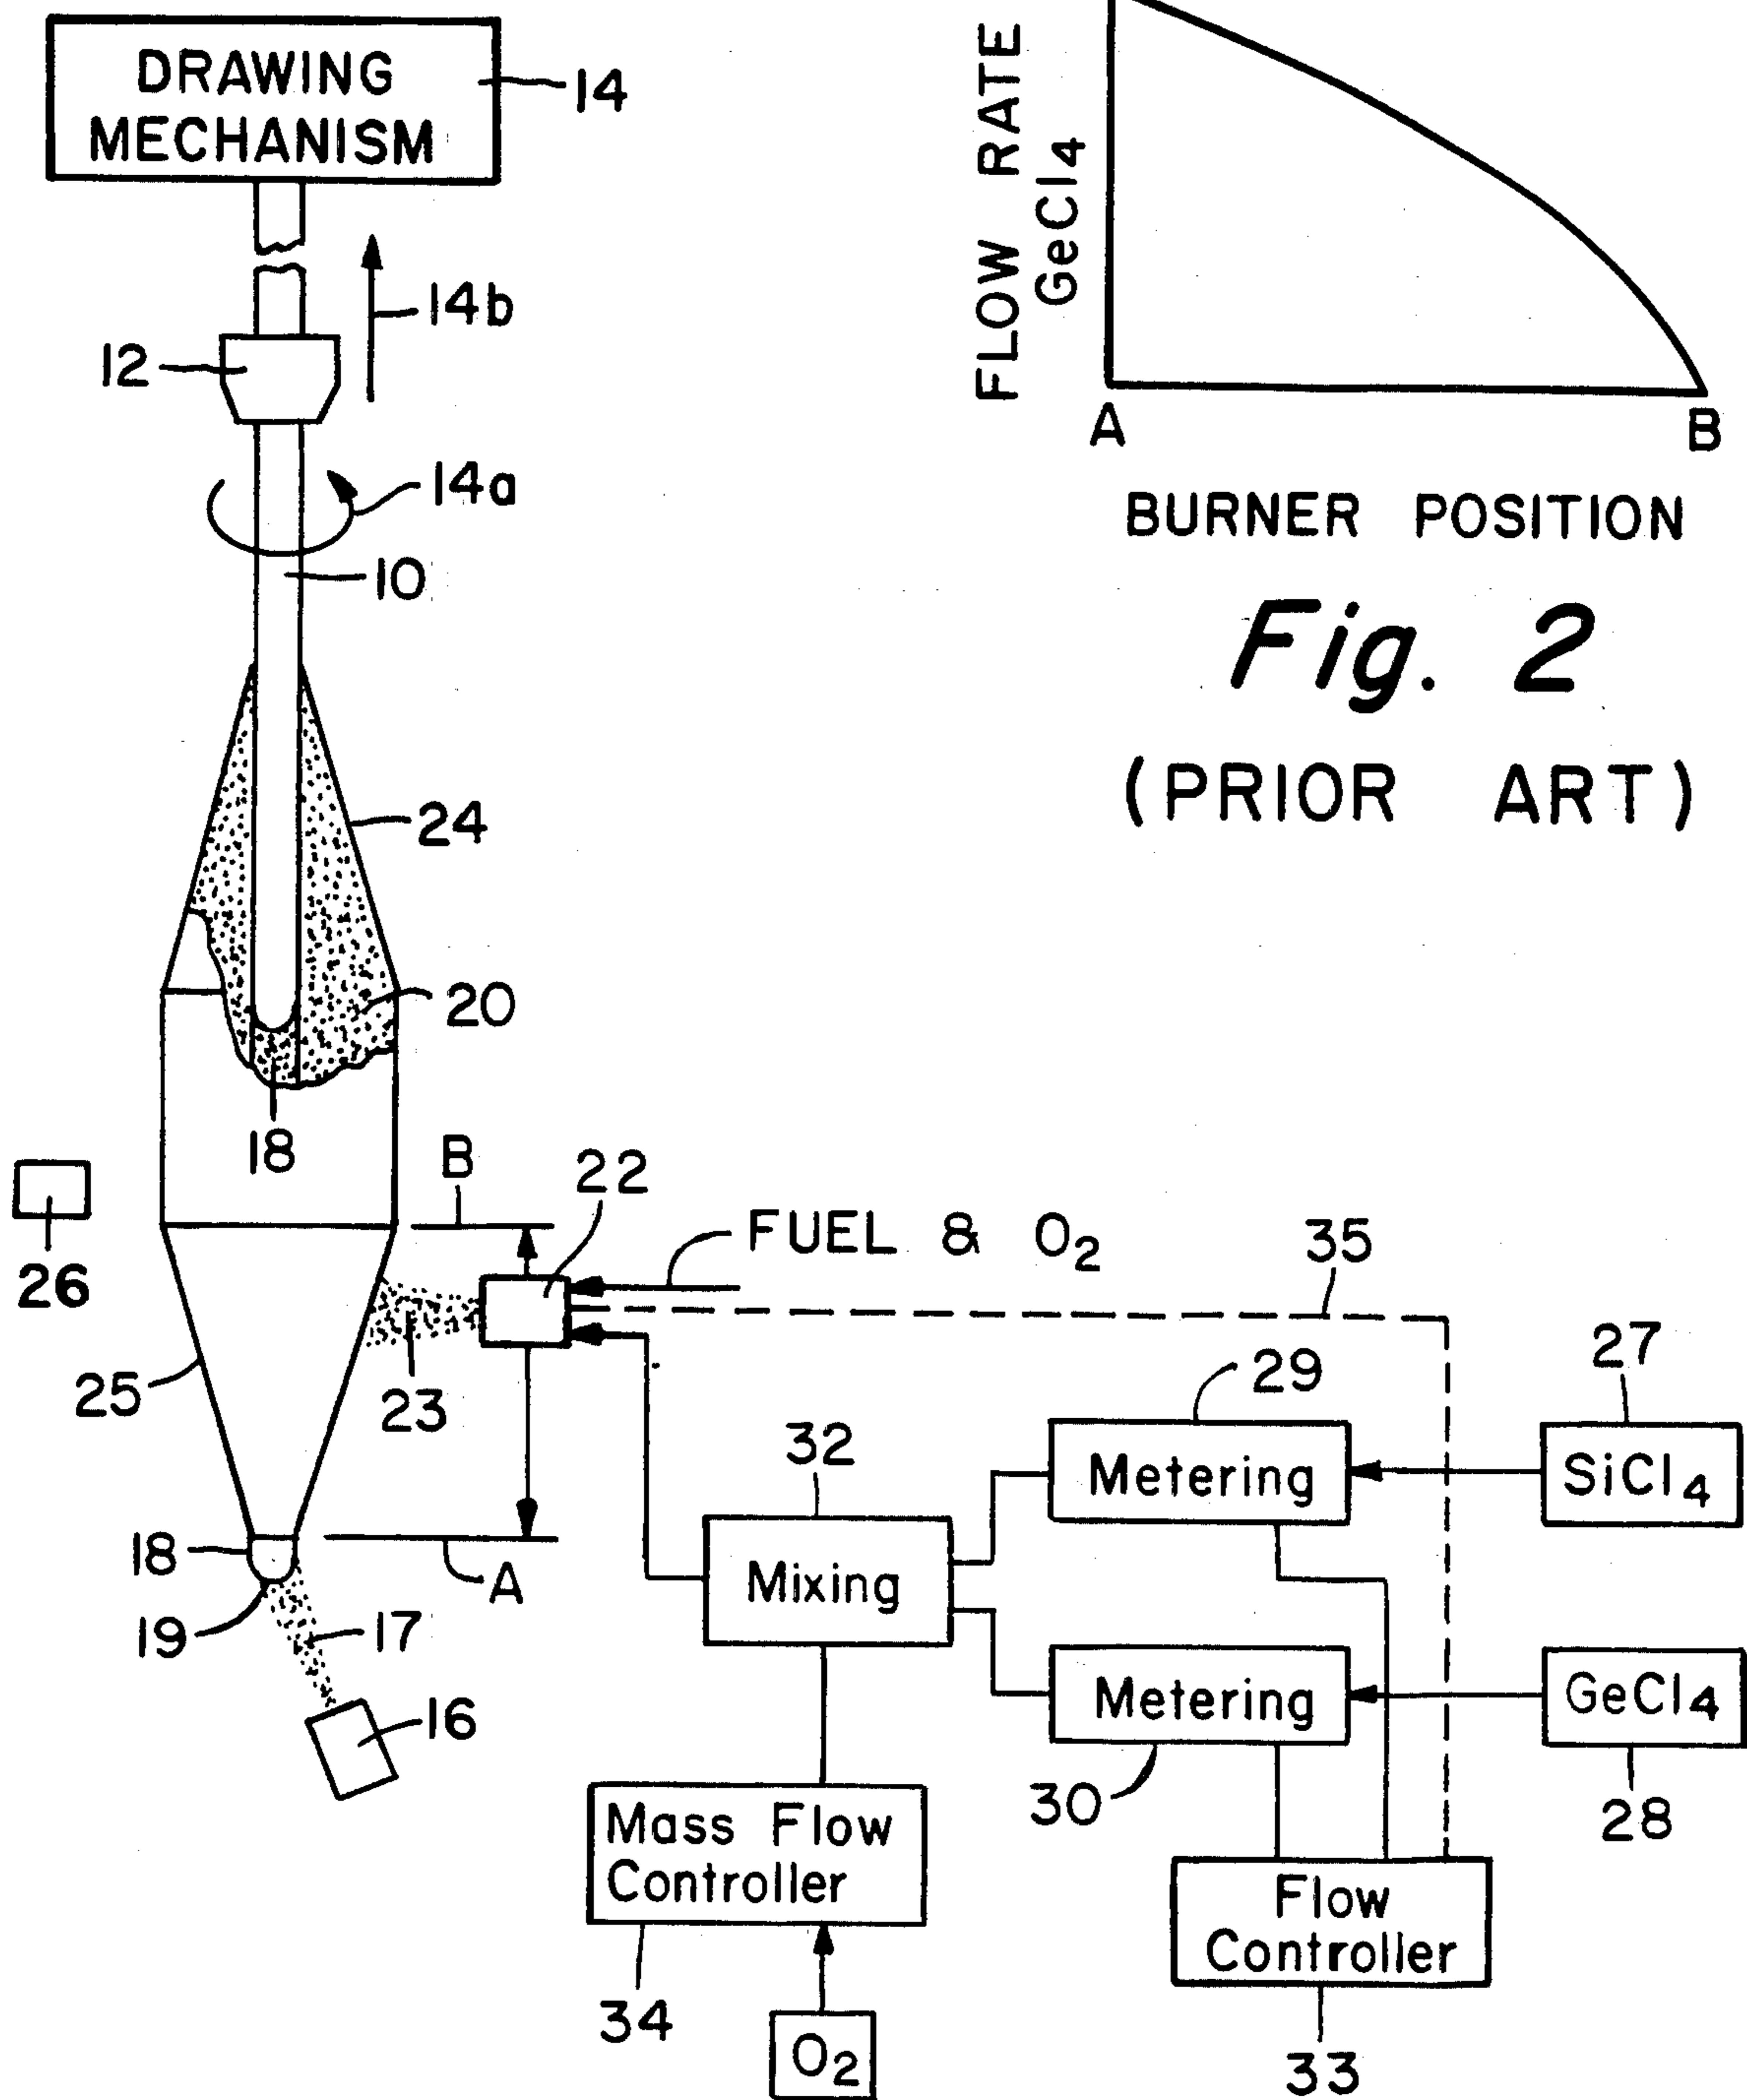 DRAWING
MECHANISM
14
14b
12
14a
10
24
20
18
B
22
FUEL & O2
35
26
25
23
29
27
32
Metering
SiCl4
18
A
Mixing
19
17
16
Metering
GeCl4
30
28
Mass Flow
Controller
Flow
Controller
34
O2
33
FLOW RATE
GeCl4
A
B
BURNER POSITION
Fig. 2
(PRIOR ART)